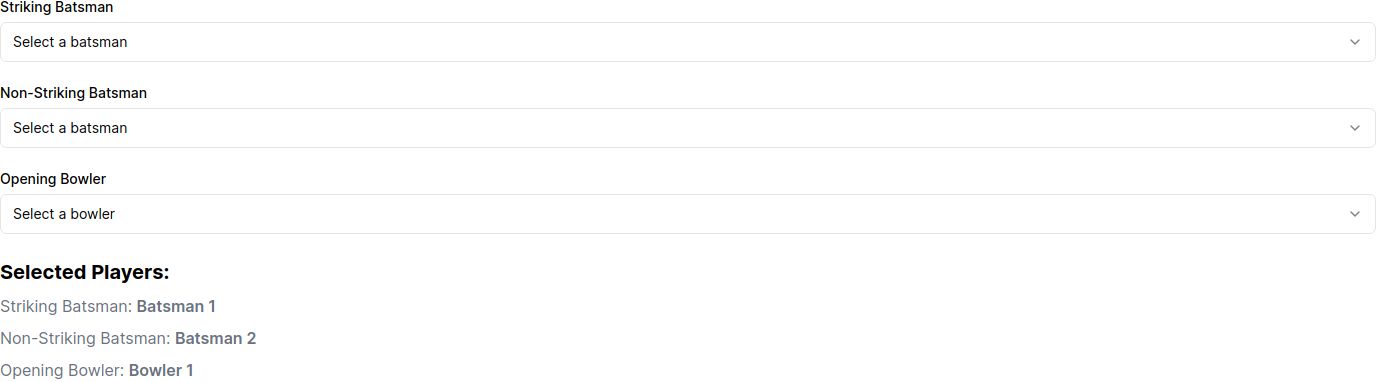 Striking Batsman
Select a batsman
Non-Striking Batsman
Select a batsman
Opening Bowler
Select a bowler
Selected Players:
Striking Batsman: Batsman 1
Non-Striking Batsman: Batsman 2
Opening Bowler: Bowler 1